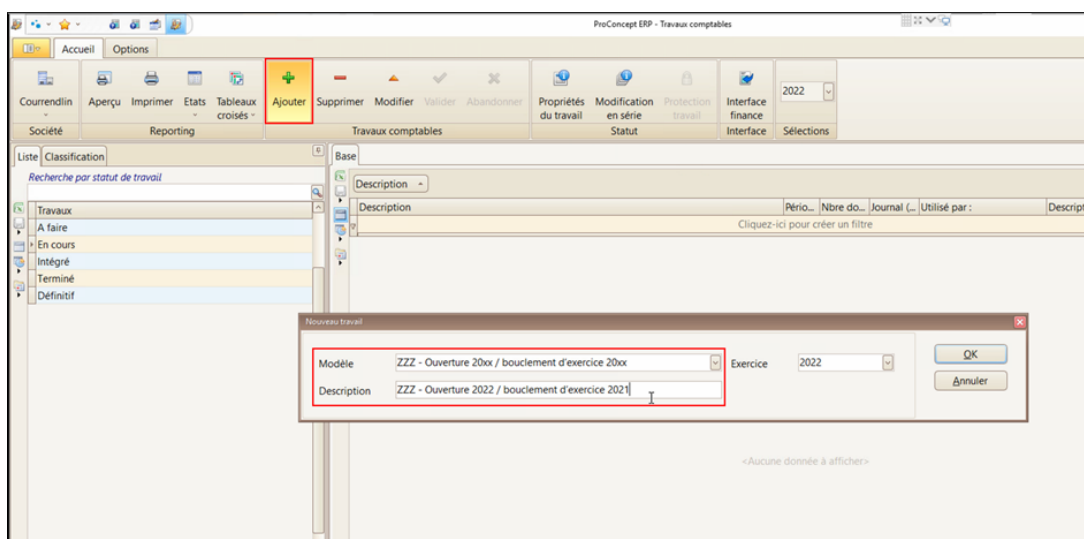 ProConcept ERP - Travaux comptables
Accueil Options
Courrendlin Aperçu Imprimer Etats Tableaux croisés Ajouter Supprimer Modifier Valider Abandonner Propriétés du travail Modification en série Protection travail Interface finance 2022
Société Reporting Travaux comptables Statut Interface Sélections
Liste Classification Base
Recherche par statut de travail
Description
Travaux Description Pério... Nbre do... Journal (... Utilisé par : Descript
A faire Cliquez-ici pour créer un filtre
En cours
Intégré
Terminé
Définitif
Nouveau travail
Modèle ZZZ - Ouverture 20xx / bouclement d'exercice 20xx Exercice 2022 OK
Description ZZZ - Ouverture 2022 / bouclement d'exercice 2021 Annuler
<Aucune donnée à afficher>